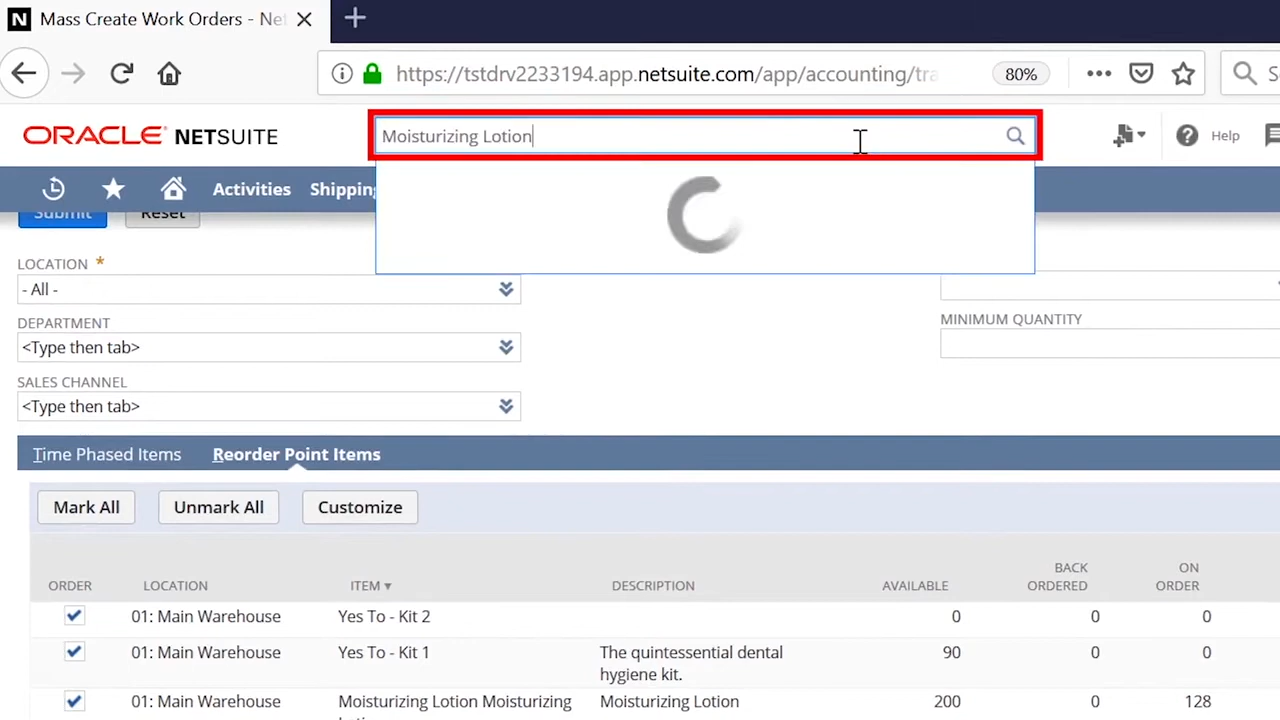 N Mass Create Work Orders - Net
https://tstdrv2233194.app.netsuite.com/app/accounting/tra
80%
S
ORACLE NETSUITE
Moisturizing Lotion
Help
Activities
Shipping
Submit
Reset
LOCATION *
- All -
DEPARTMENT
<Type then tab>
MINIMUM QUANTITY
SALES CHANNEL
<Type then tab>
Time Phased Items
Reorder Point Items
Mark All
Unmark All
Customize
ORDER LOCATION ITEM DESCRIPTION AVAILABLE BACK ORDERED ON ORDER
01: Main Warehouse Yes To - Kit 2 0 0 0
01: Main Warehouse Yes To - Kit 1 The quintessential dental 90 0 0
hygiene kit.
01: Main Warehouse Moisturizing Lotion Moisturizing Moisturizing Lotion 200 0 128